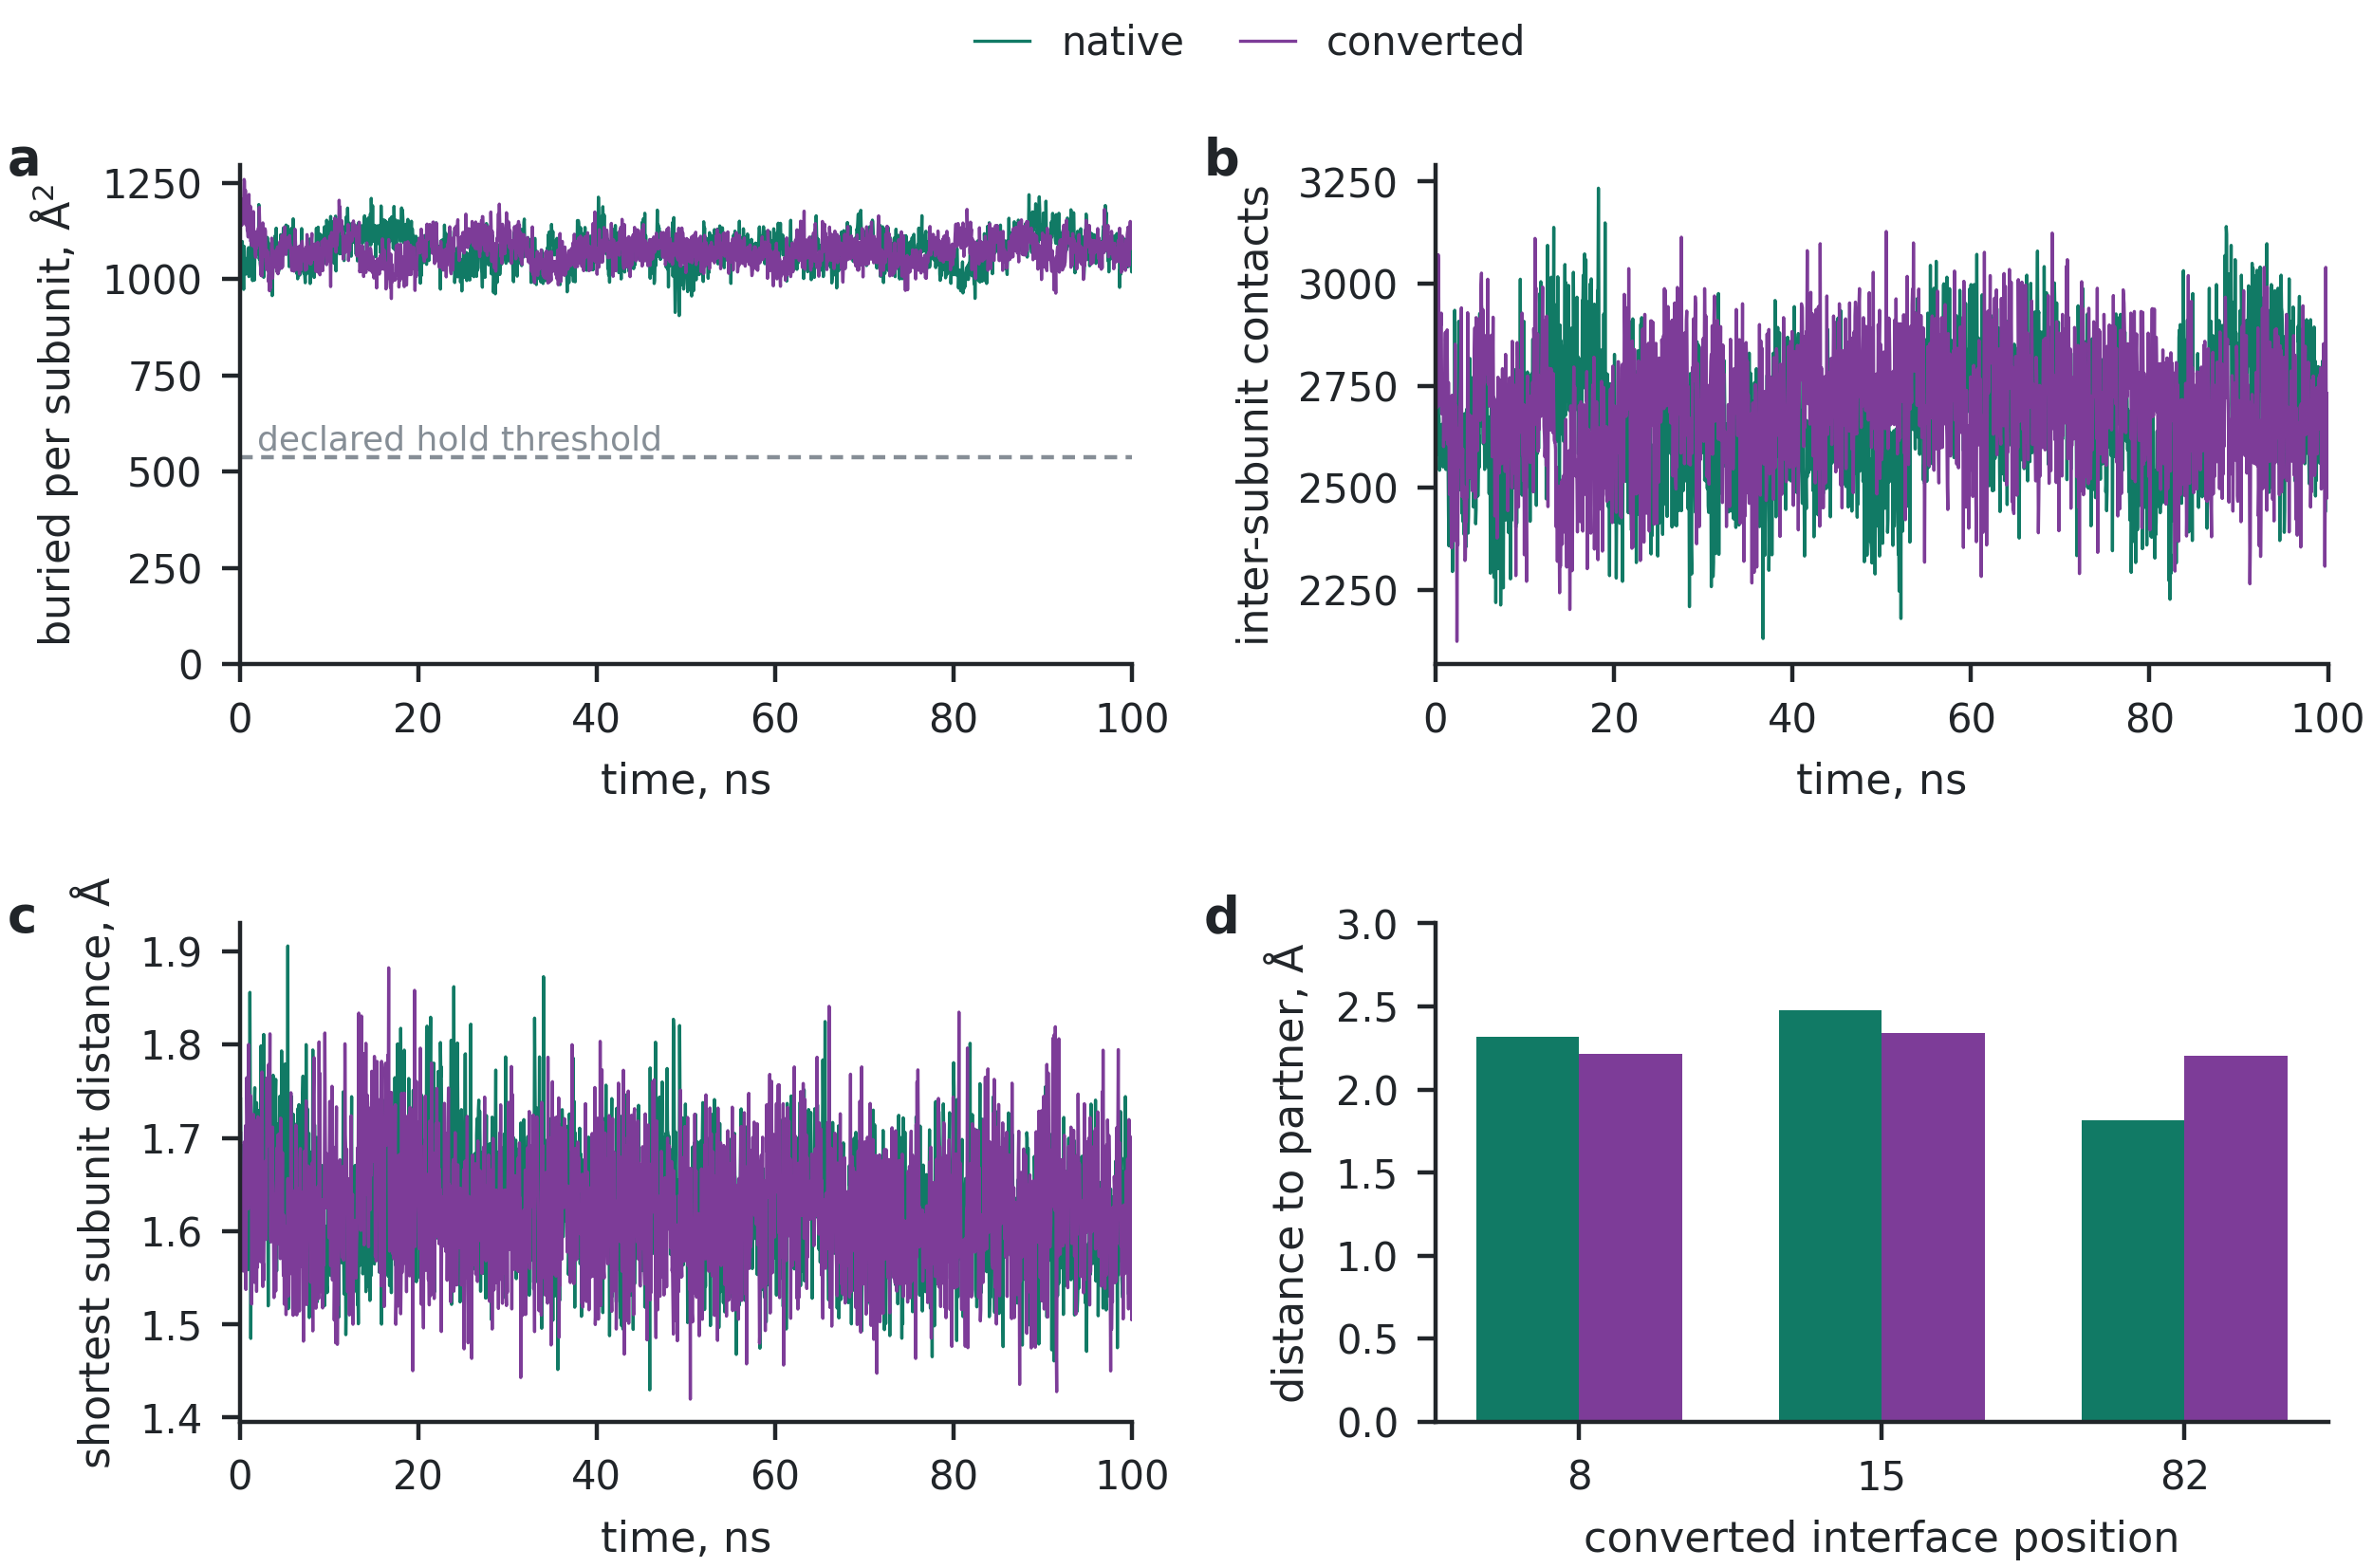 native
converted
a
buried per subunit, Å²
1250
1000
750
500
250
0
declared hold threshold
0 20 40 60 80 100
time, ns
b
inter-subunit contacts
3250
3000
2750
2500
2250
0 20 40 60 80 100
time, ns
c
shortest subunit distance, Å
1.9
1.8
1.7
1.6
1.5
1.4
0 20 40 60 80 100
time, ns
d
distance to partner, Å
3.0
2.5
2.0
1.5
1.0
0.5
0.0
8 15 82
converted interface position